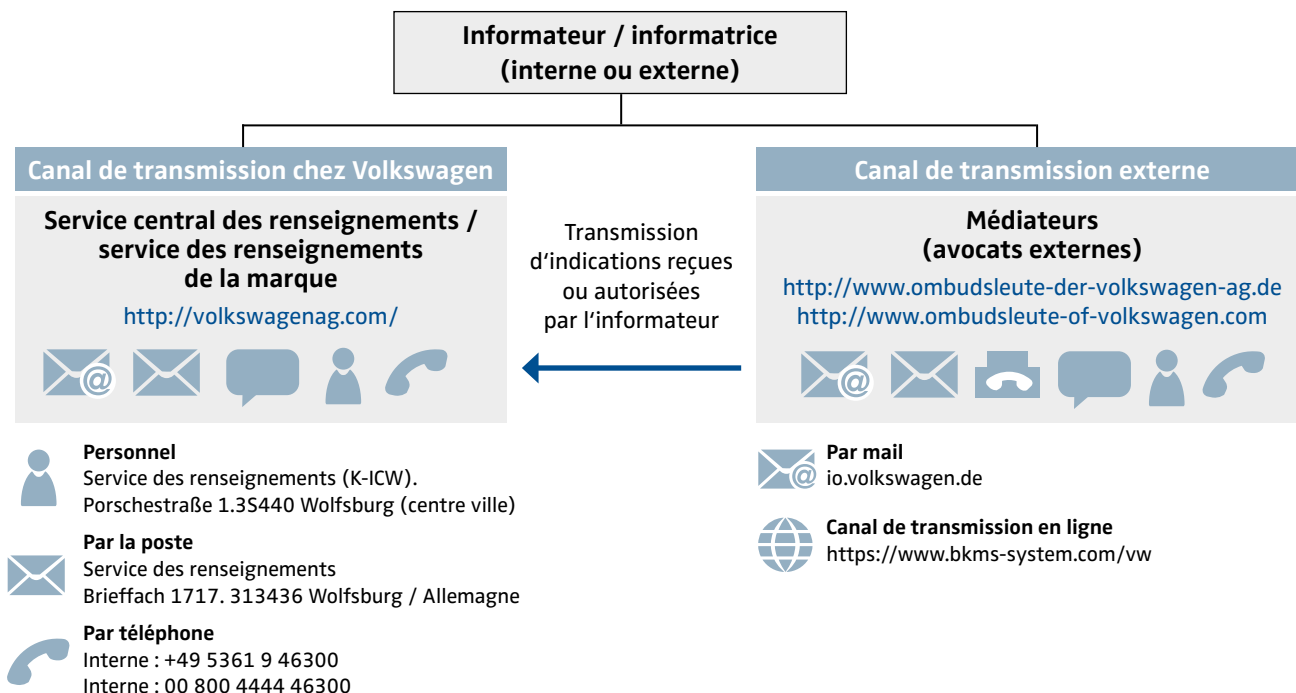 Informateur / informatrice
(interne ou externe)
Canal de transmission chez Volkswagen
Service central des renseignements /
service des renseignements
de la marque
http://volkswagenag.com/
Transmission
d‘indications reçues
ou autorisées
par l‘informateur
Canal de transmission externe
Médiateurs
(avocats externes)
http://www.ombudsleute-der-volkswagen-ag.de
http://www.ombudsleute-of-volkswagen.com
Personnel
Service des renseignements (K-ICW).
Porschestraße 1.3S440 Wolfsburg (centre ville)
Par la poste
Service des renseignements
Brieffach 1717. 313436 Wolfsburg / Allemagne
Par téléphone
Interne : +49 5361 9 46300
Interne : 00 800 4444 46300
Par mail
io.volkswagen.de
Canal de transmission en ligne
https://www.bkms-system.com/vw